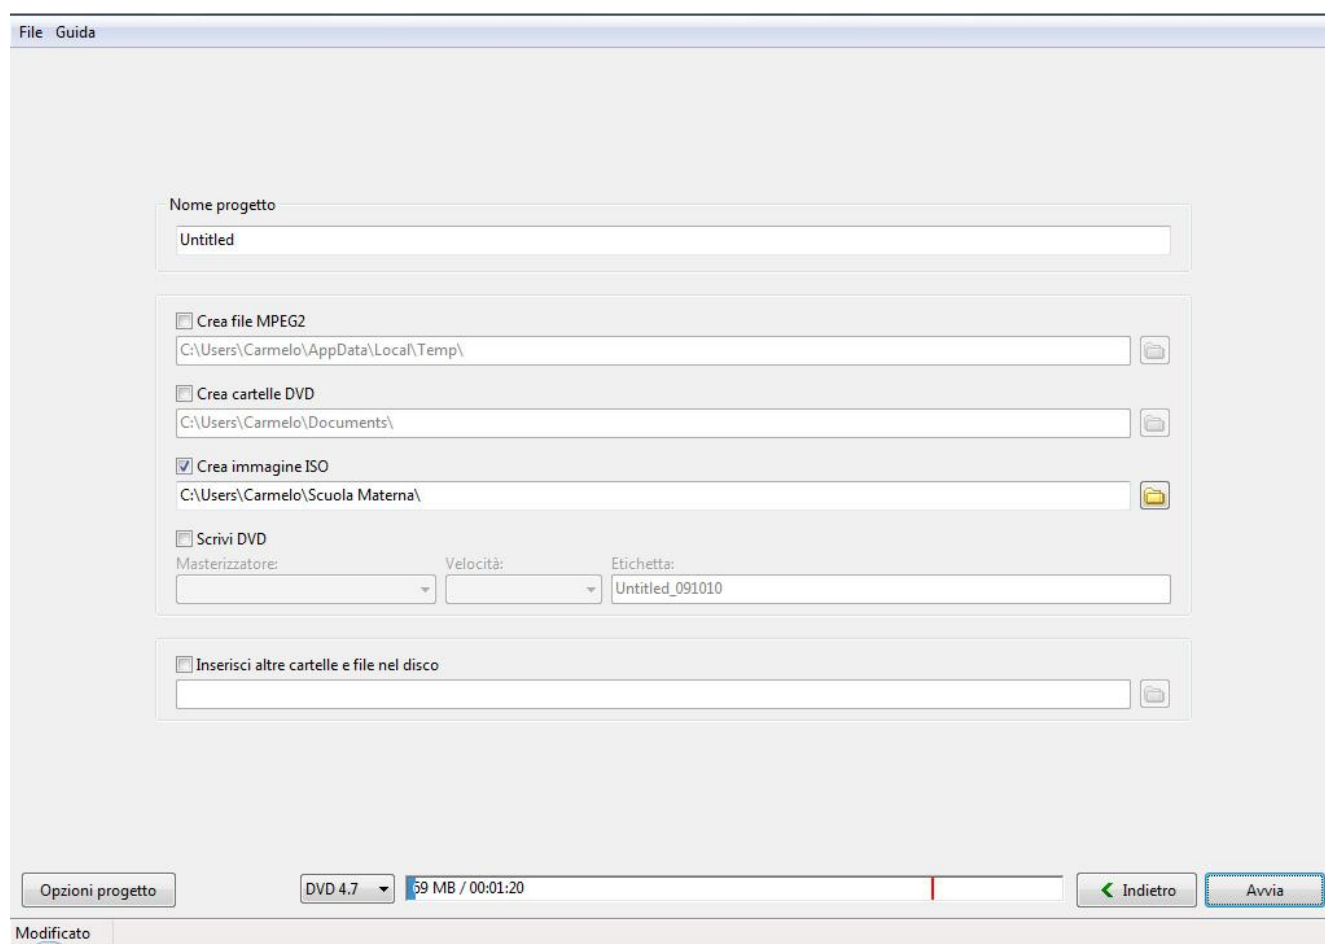 File Guida
Nome progetto
Untitled
Crea file MPEG2
C:\Users\Carmelo\AppData\Local\Temp\
Crea cartelle DVD
C:\Users\Carmelo\Documents\
Crea immagine ISO
C:\Users\Carmelo\Scuola Materna\
Scrivi DVD
Masterizzatore: Velocità: Etichetta:
Untitled_091010
Inserisci altre cartelle e file nel disco
Opzioni progetto DVD 4.7 59 MB / 00:01:20 Indietro Avvia
Modificato